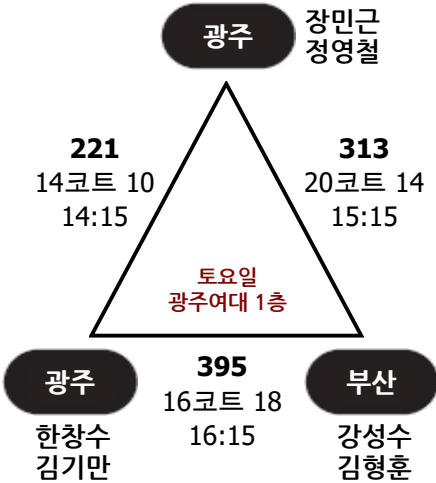 광주
장민근
정영철
221
14코트 10
14:15
313
20코트 14
15:15
토요일
광주여대 1층
광주
한창수
김기만
395
16코트 18
16:15
부산
강성수
김형훈